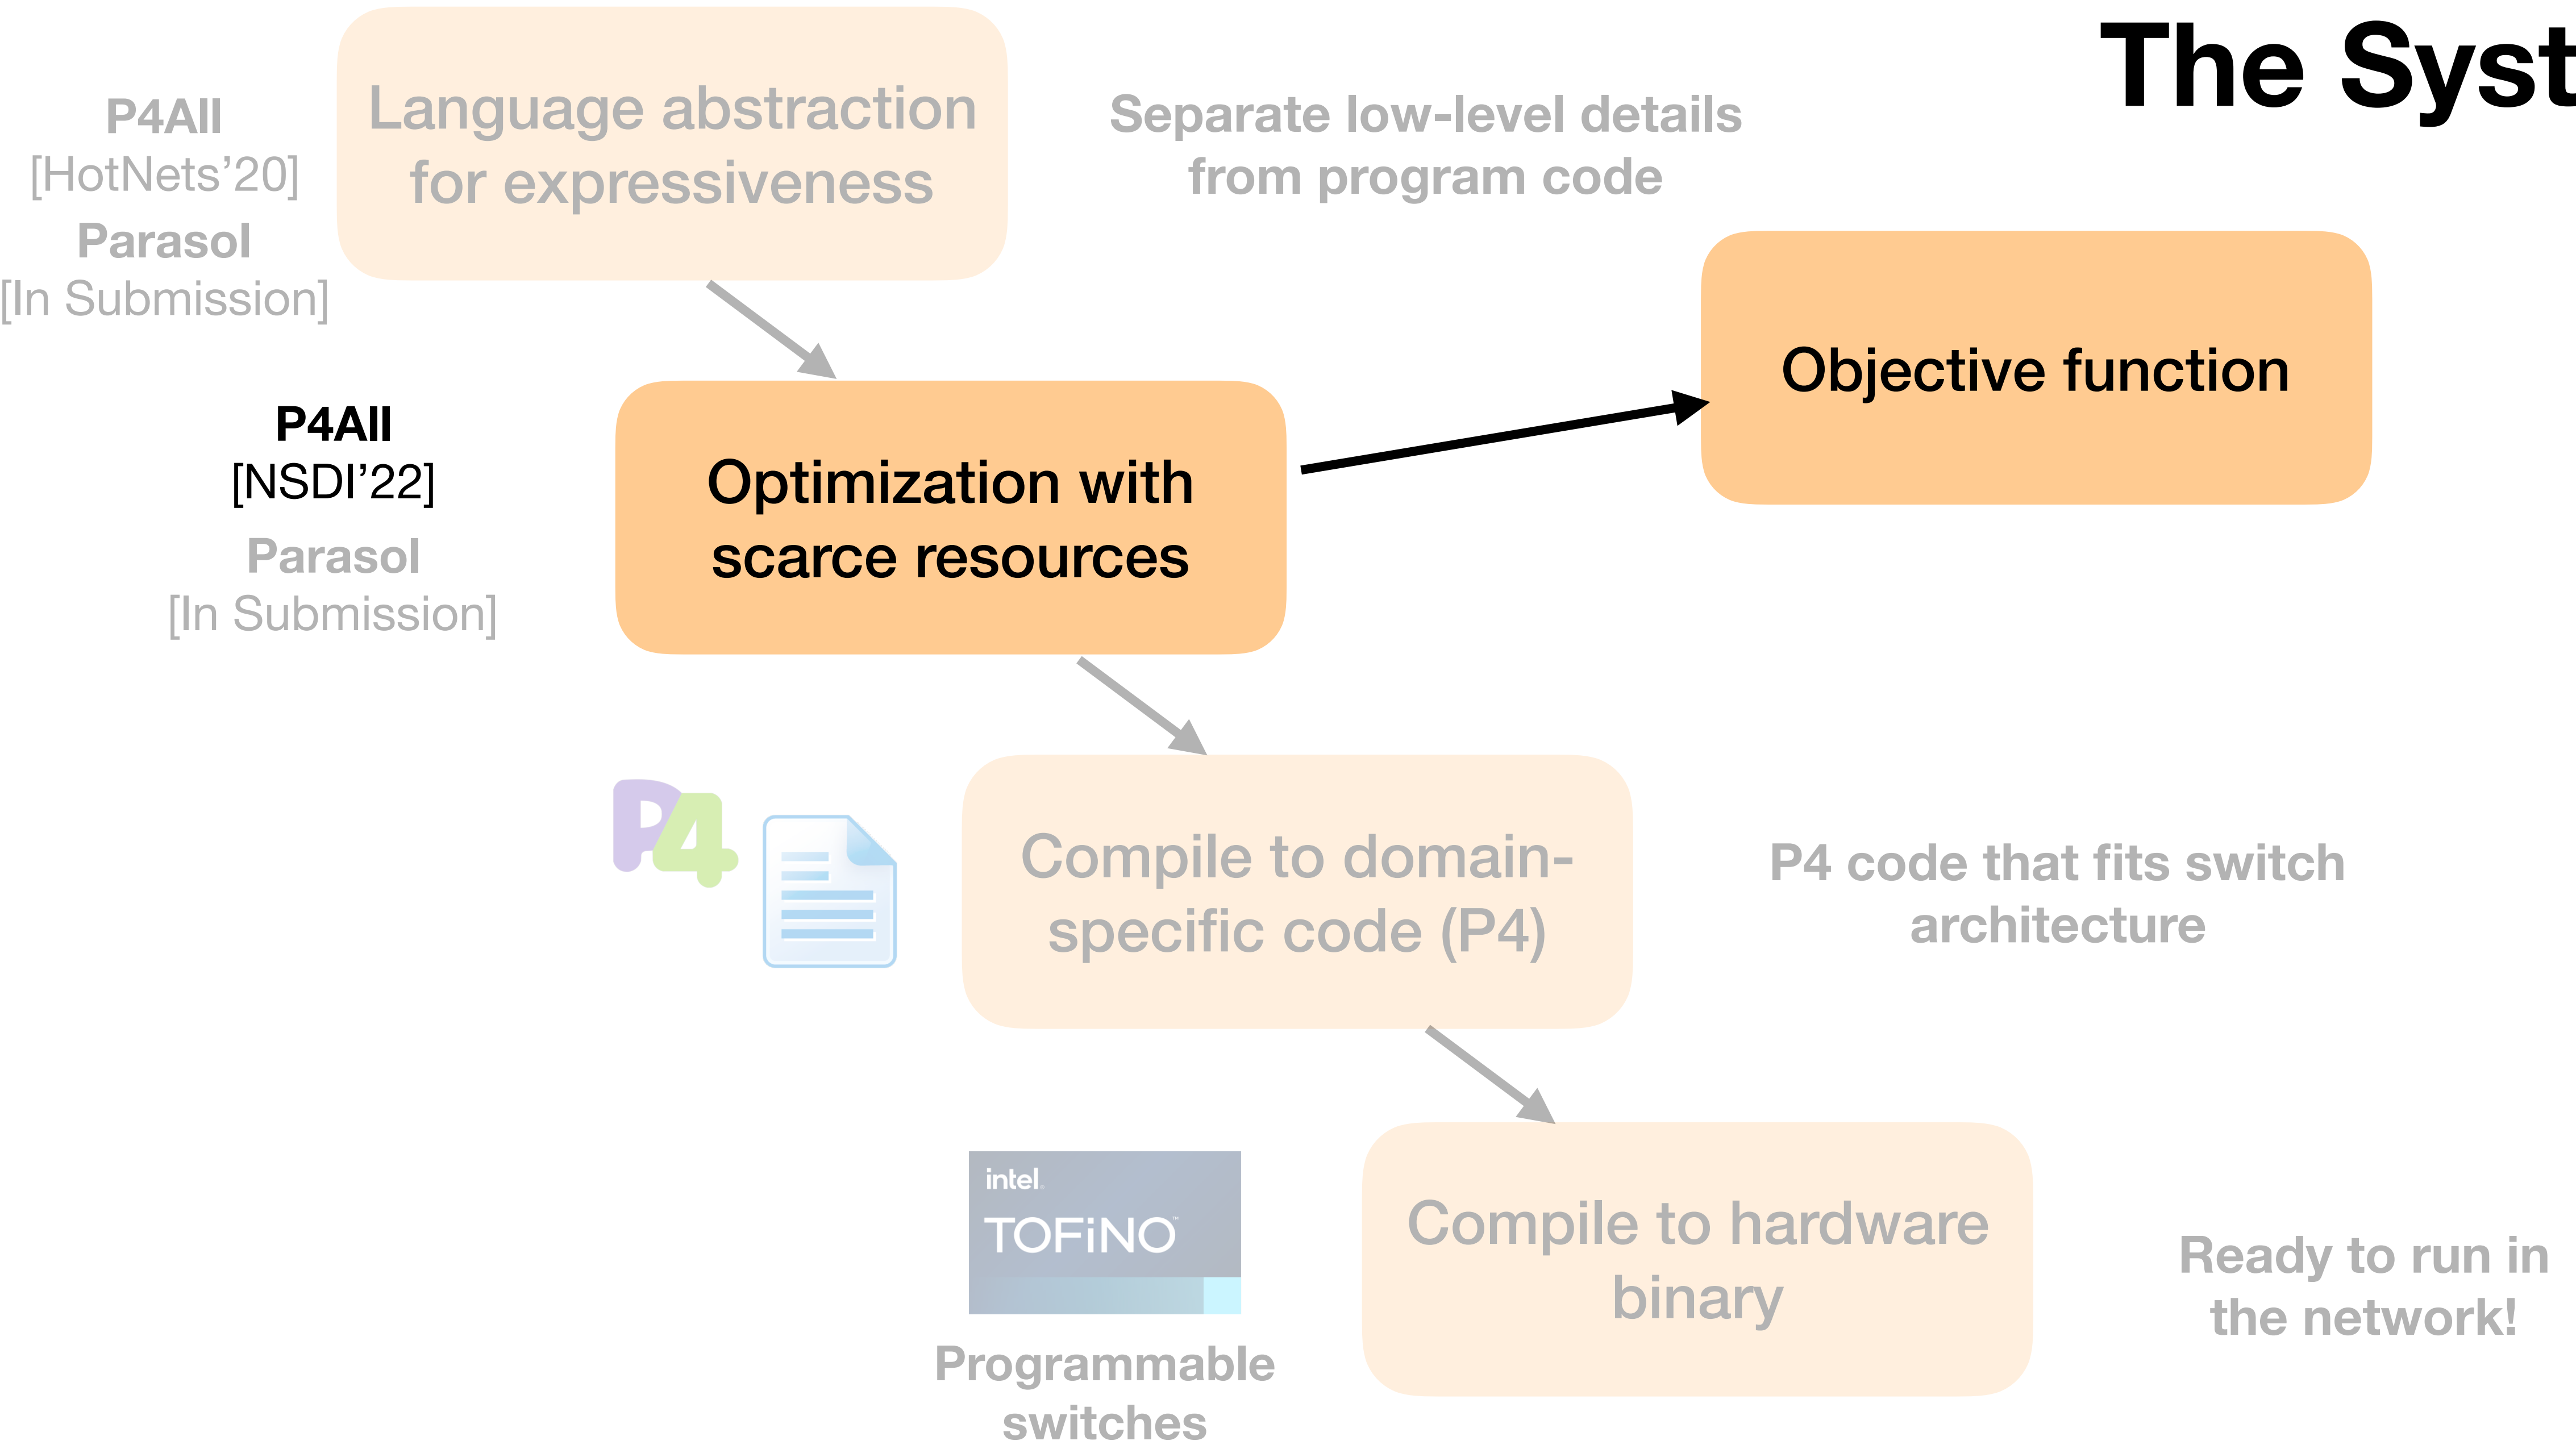 The Syst
P4All
[HotNets’20]
Parasol
[In Submission]
Language abstraction
for expressiveness
Separate low-level details
from program code
P4All
[NSDI’22]
Parasol
[In Submission]
Optimization with
scarce resources
Objective function
P4
Compile to domain-
specific code (P4)
P4 code that fits switch
architecture
intel.
TOFiNO™
Programmable
switches
Compile to hardware
binary
Ready to run in
the network!